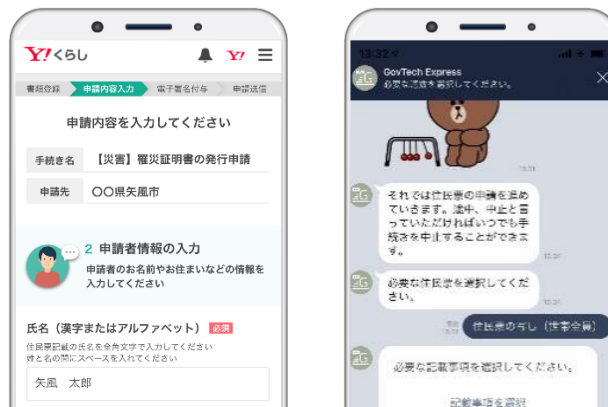 Y!くらし
Y!
書類登録 申請内容入力 電子署名付与 申請送信
申請内容を入力してください
手続き名 【災害】罹災証明書の発行申請
申請先 〇〇県矢風市
2 申請者情報の入力
申請者のお名前やお住まいなどの情報を
入力してください
氏名（漢字またはアルファベット） 必須
住民票記載の氏名を全角文字で入力してください
姓と名の間にスペースを入れてください
矢風　太郎
13:32
GovTech Express
必要な項目を選択してください。
13:31
それでは住民票の申請を進め
ていきます。途中、中止と言
っていただければいつでも手
続きを中止することができま
す。
13:31
必要な住民票を選択してくだ
さい。
13:31
住民票の写し（世帯全員）
必要な記載事項を選択してください。
記載事項を選択